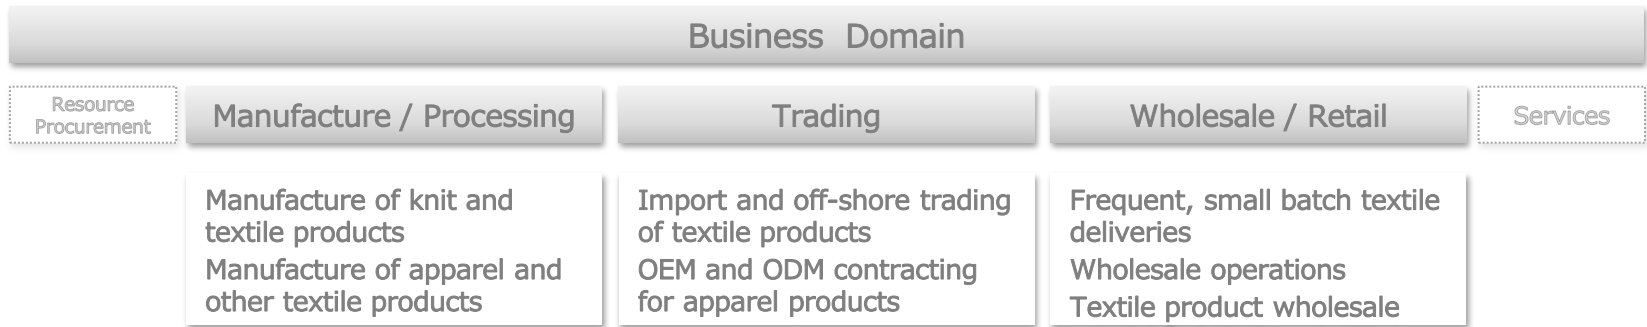 Business Domain
Resource
Procurement
Manufacture / Processing
Trading
Wholesale / Retail
Services
Manufacture of knit and
textile products
Manufacture of apparel and
other textile products
Import and off-shore trading
of textile products
OEM and ODM contracting
for apparel products
Frequent, small batch textile
deliveries
Wholesale operations
Textile product wholesale